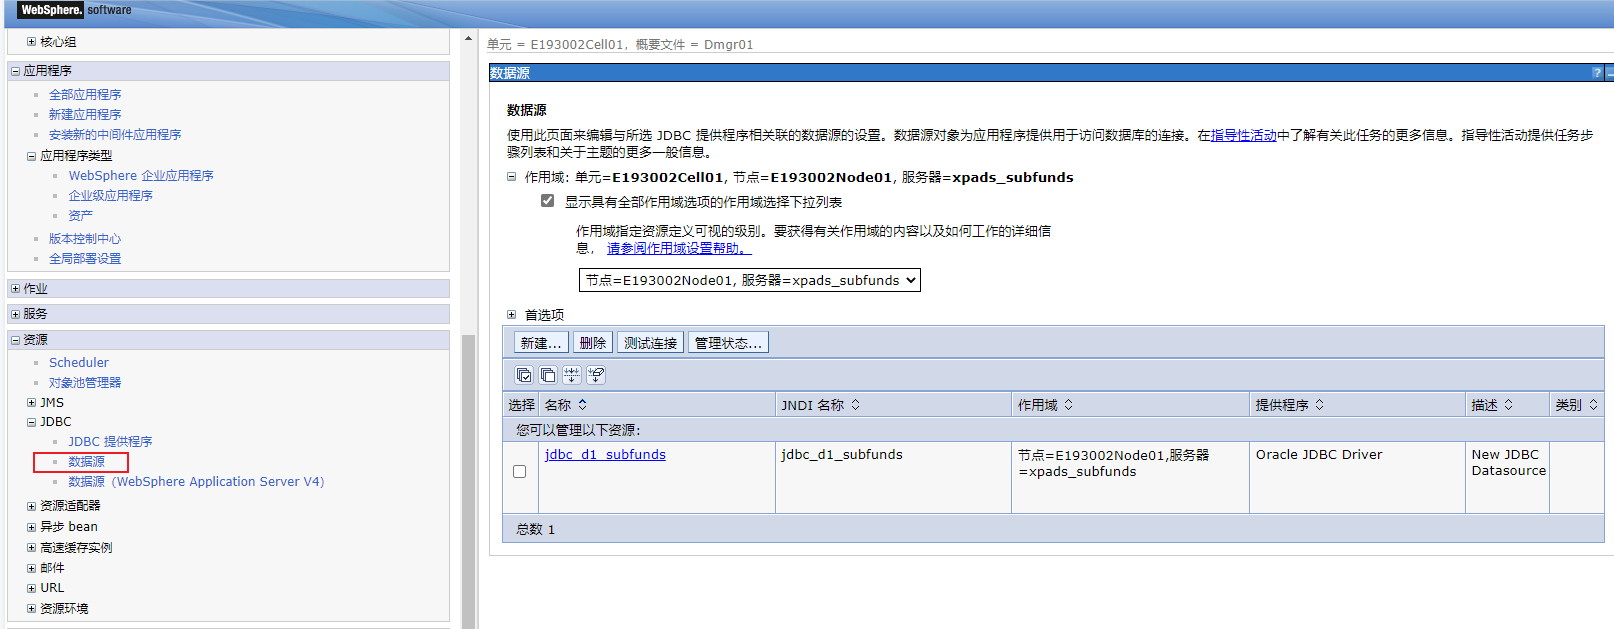 WebSphere. software
核心组
应用程序
全部应用程序
新建应用程序
安装新的中间件应用程序
应用程序类型
WebSphere 企业应用程序
企业级应用程序
资产
版本控制中心
全局部署设置
作业
服务
资源
Scheduler
对象池管理器
JMS
JDBC
JDBC 提供程序
数据源
数据源（WebSphere Application Server V4）
资源适配器
异步 bean
高速缓存实例
邮件
URL
资源环境
单元 = E193002Cell01，概要文件 = Dmgr01
数据源 ?
数据源
使用此页面来编辑与所选 JDBC 提供程序相关联的数据源的设置。数据源对象为应用程序提供用于访问数据库的连接。在指导性活动中了解有关此任务的更多信息。指导性活动提供任务步
骤列表和关于主题的更多一般信息。
作用域: 单元=E193002Cell01, 节点=E193002Node01, 服务器=xpads_subfunds
显示具有全部作用域选项的作用域选择下拉列表
作用域指定资源定义可视的级别。要获得有关作用域的内容以及如何工作的详细信
息， 请参阅作用域设置帮助。
节点=E193002Node01, 服务器=xpads_subfunds
首选项
新建... 删除 测试连接 管理状态...
选择 名称 JNDI 名称 作用域 提供程序 描述 类别
您可以管理以下资源:
jdbc_d1_subfunds jdbc_d1_subfunds 节点=E193002Node01,服务器 Oracle JDBC Driver New JDBC
=xpads_subfunds Datasource
总数 1